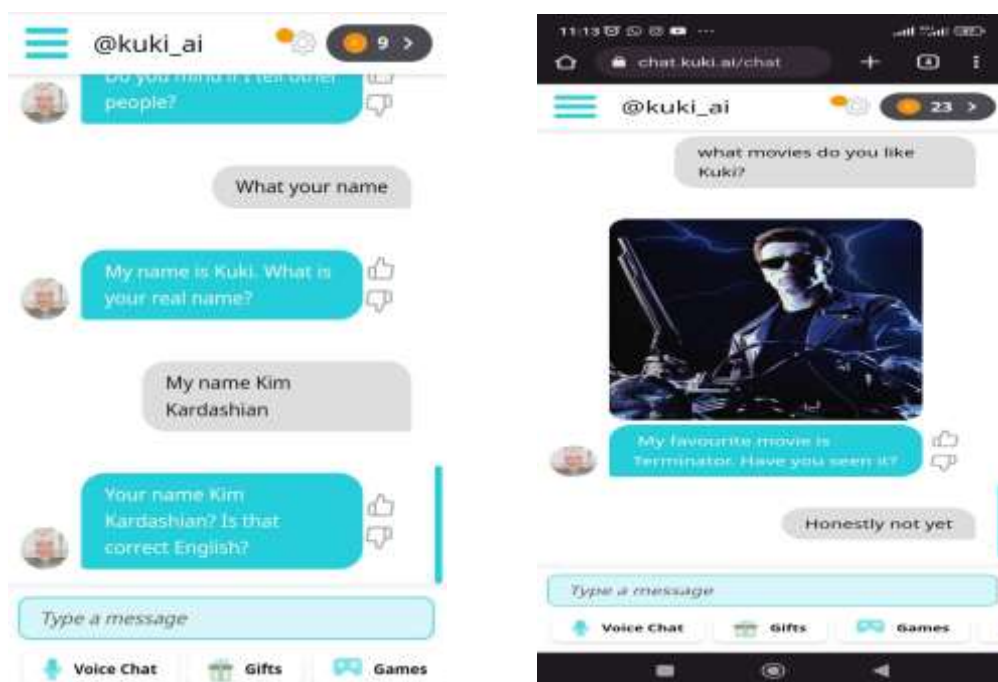 @kuki_ai
9 >
Do you mind if I tell other
people?
What your name
My name is Kuki. What is
your real name?
My name Kim
Kardashian
Your name Kim
Kardashian? Is that
correct English?
Type a message
Voice Chat
Gifts
Games
11:13
chat.kuki.ai/chat
@kuki_ai
23 >
what movies do you like
Kuki?
My favourite movie is
Terminator. Have you seen it?
Honestly not yet
Type a message
Voice Chat
Gifts
Games